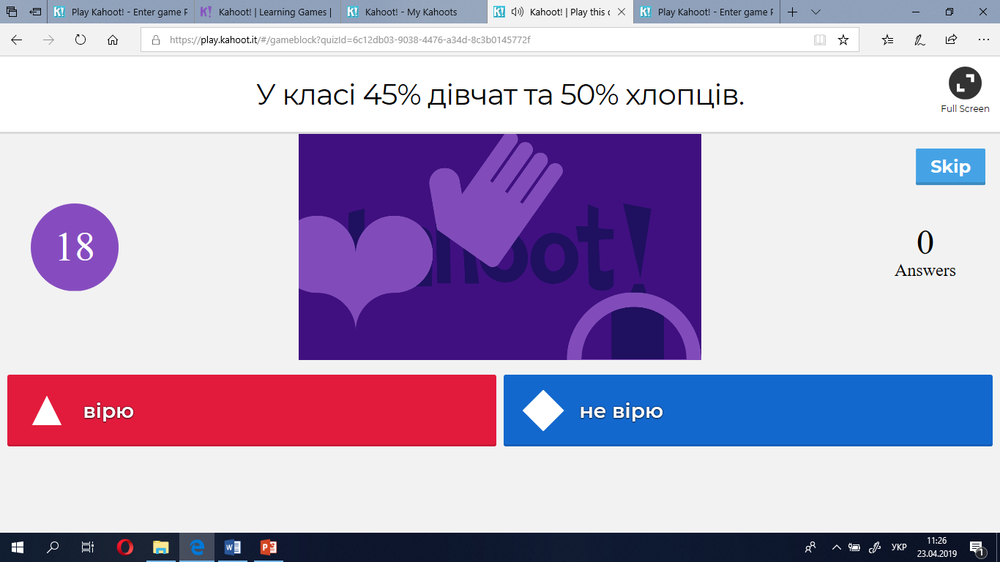 Play Kahoot! - Enter game P
Kahoot! | Learning Games |
Kahoot! - My Kahoots
Kahoot! | Play this q
Play Kahoot! - Enter game P
https://play.kahoot.it/#/gameblock?quizId=6c12db03-9038-4476-a34d-8c3b0145772f
У класі 45% дівчат та 50% хлопців.
Full Screen
Skip
18
Kahoot!
0
Answers
вірю
не вірю
УКР
11:26
23.04.2019
1